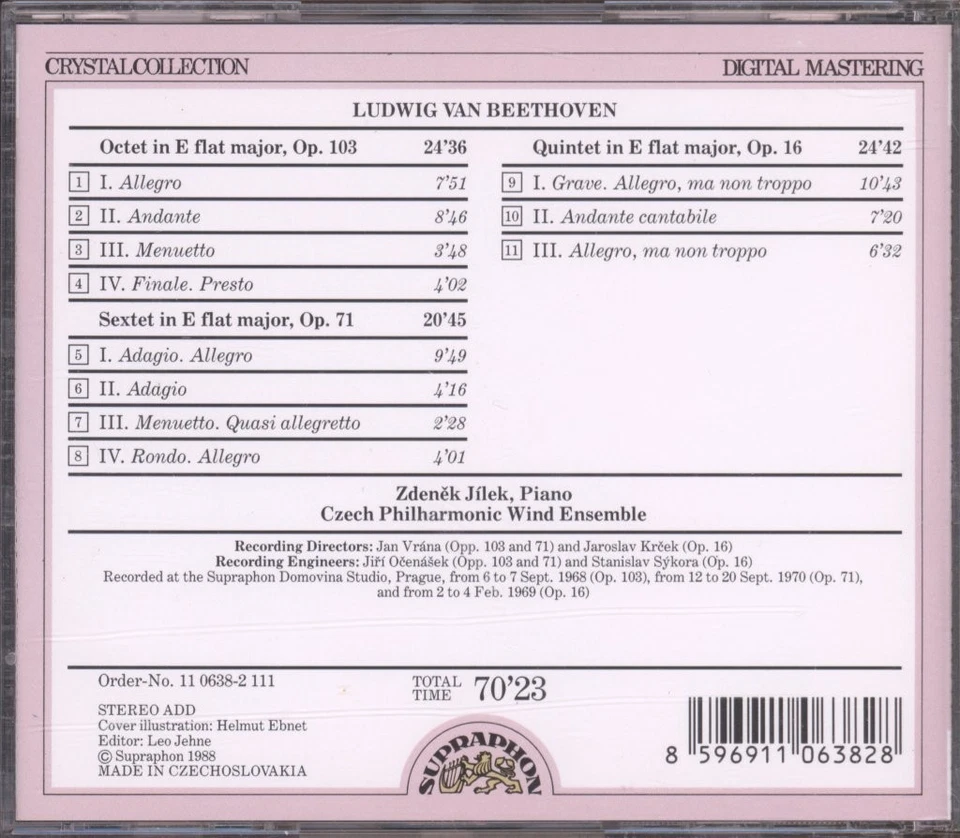 CRYSTALCOLLECTION
DIGITAL MASTERING
LUDWIG VAN BEETHOVEN
Octet in E flat major, Op. 103 24'36
1 I. Allegro 7'51
2 II. Andante 8'46
3 III. Menuetto 3'48
4 IV. Finale. Presto 4'02
Sextet in E flat major, Op. 71 20'45
5 I. Adagio. Allegro 9'49
6 II. Adagio 4'16
7 III. Menuetto. Quasi allegretto 2'28
8 IV. Rondo. Allegro 4'01
Quintet in E flat major, Op. 16 24'42
9 I. Grave. Allegro, ma non troppo 10'43
10 II. Andante cantabile 7'20
11 III. Allegro, ma non troppo 6'32
Zdeněk Jílek, Piano
Czech Philharmonic Wind Ensemble
Recording Directors: Jan Vrána (Opp. 103 and 71) and Jaroslav Krček (Op. 16)
Recording Engineers: Jiří Očenášek (Opp. 103 and 71) and Stanislav Sýkora (Op. 16)
Recorded at the Supraphon Domovina Studio, Prague, from 6 to 7 Sept. 1968 (Op. 103), from 12 to 20 Sept. 1970 (Op. 71),
and from 2 to 4 Feb. 1969 (Op. 16)
Order-No. 11 0638-2 111
STEREO ADD
Cover illustration: Helmut Ebnet
Editor: Leo Jehne
© Supraphon 1988
MADE IN CZECHOSLOVAKIA
TOTAL
TIME 70'23
SUPRAPHON
8 596911 063828